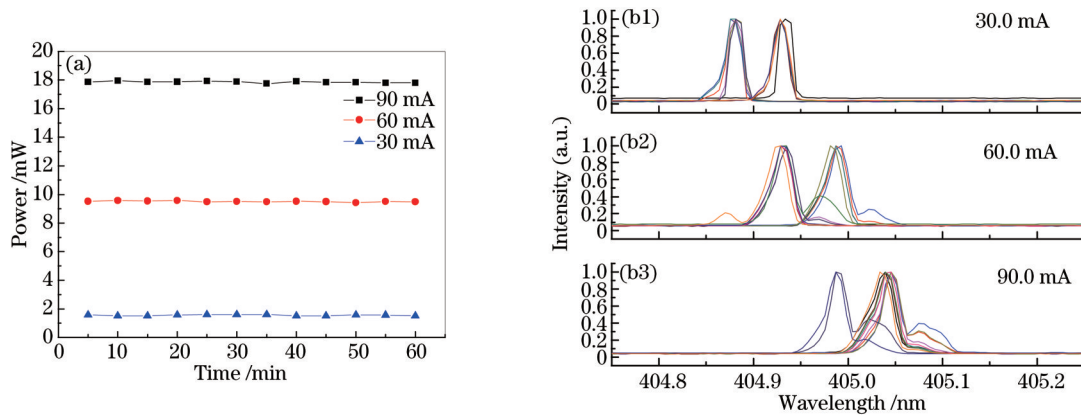 (a)
20
18
16
14
12
10
8
6
4
2
0
Power /mW
90 mA
60 mA
30 mA
0
10
20
30
40
50
60
Time /min
(b1)
30.0 mA
1.0
0.8
0.6
0.4
0.2
0
(b2)
60.0 mA
1.0
0.8
0.6
0.4
0.2
0
(b3)
90.0 mA
1.0
0.8
0.6
0.4
0.2
0
Intensity (a.u.)
404.8
404.9
405.0
405.1
405.2
Wavelength /nm